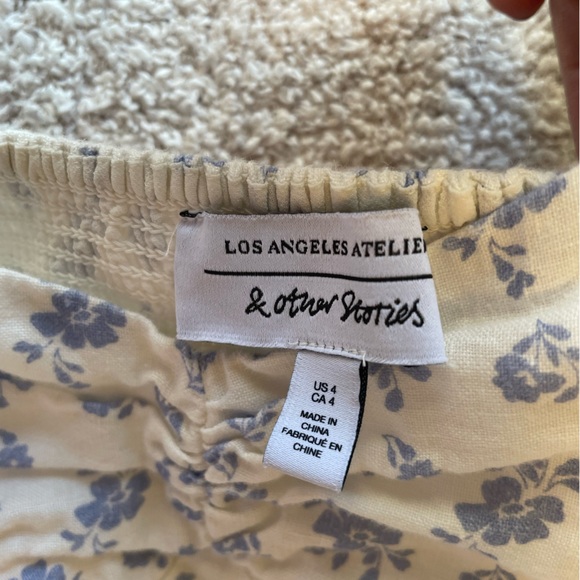 LOS ANGELES ATELIER
& Other Stories
US 4
CA 4
MADE IN
CHINA
FABRIQUÉ EN
CHINE